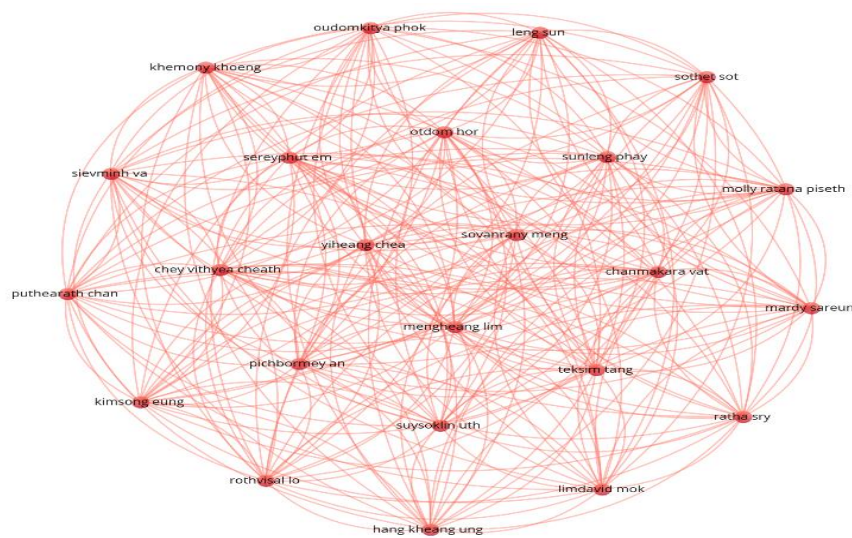 oudomkitya phok
leng sun
khemony khoeng
sothet sot
otdom hor
sereyphut em
sunleng phay
sievminh va
molly ratana piseth
sovanrany meng
yiheang chea
chey vithyea cheath
chanmakara vat
puthearath chan
mardy sareun
mengheang lim
pichbormey an
teksim tang
kimsong eung
ratha sry
suysoklin uth
rothvisal lo
limdavid mok
hang kheang ung